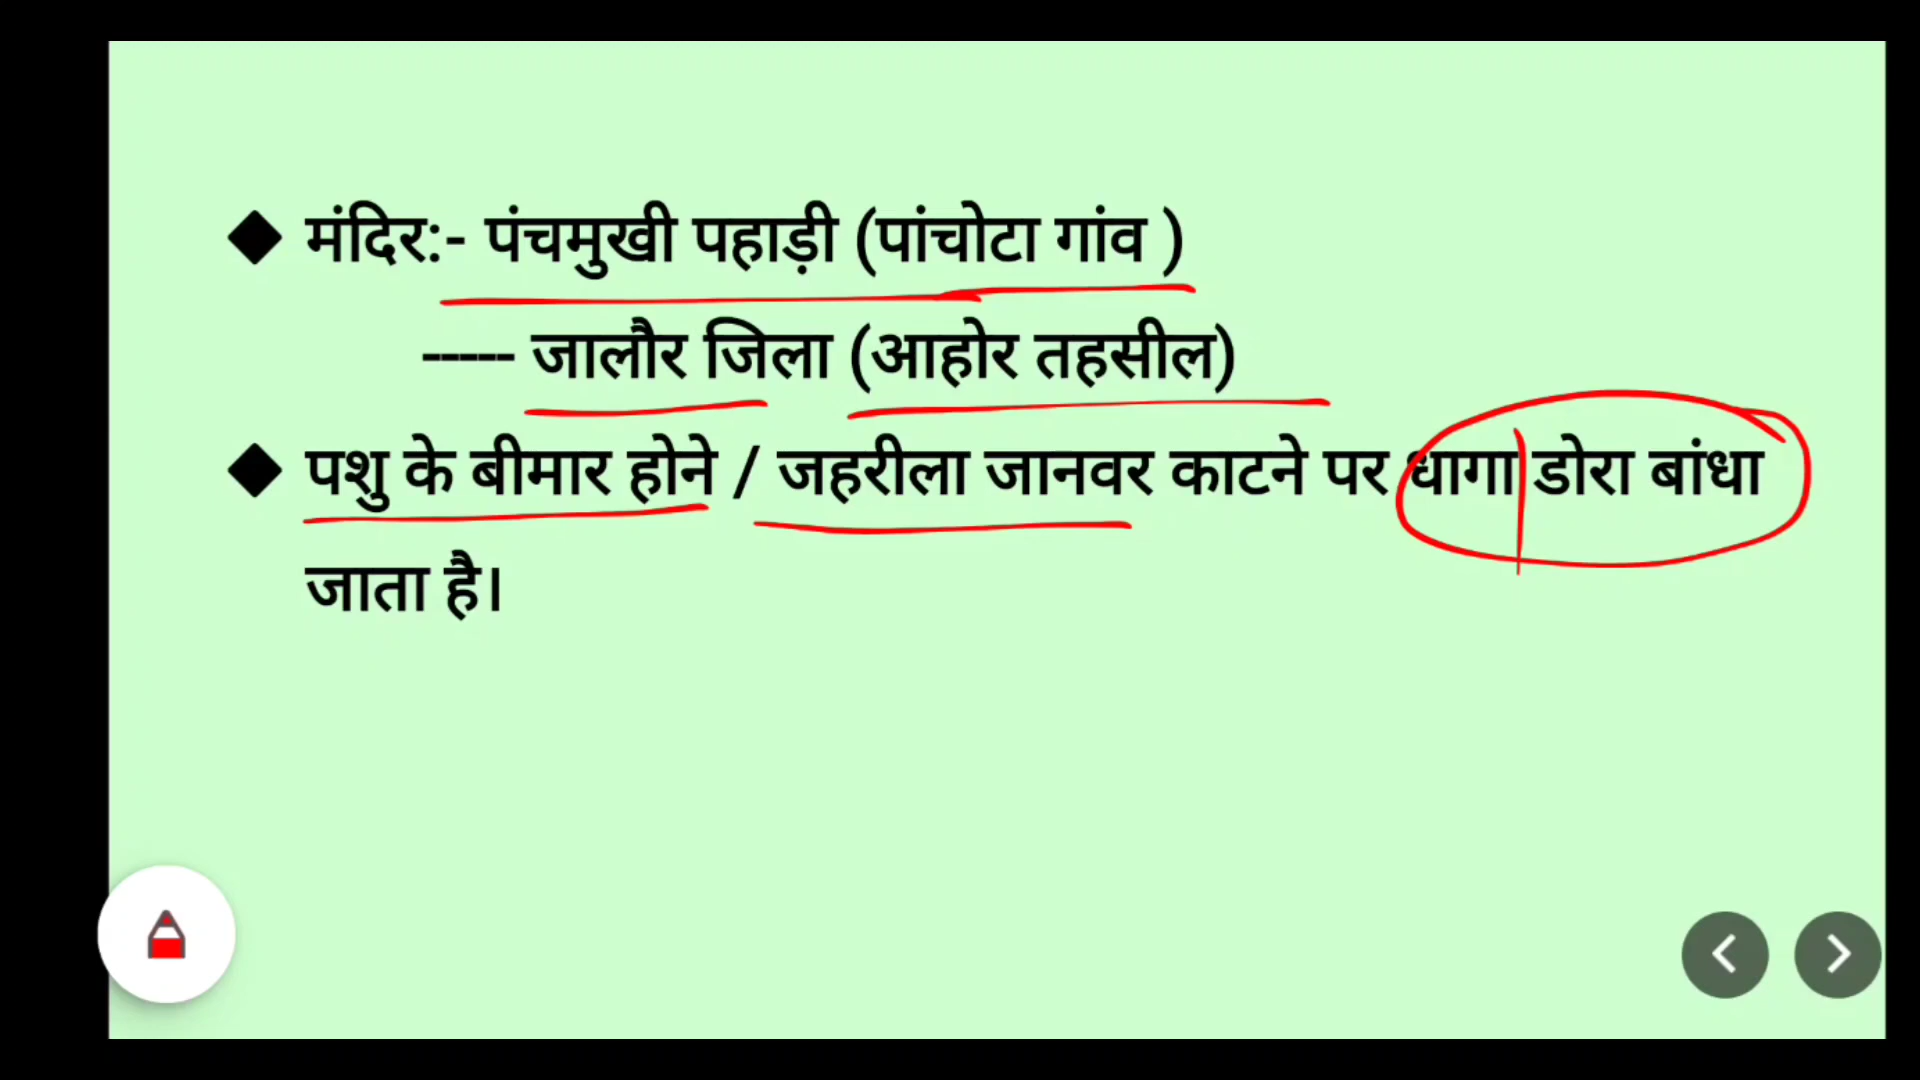 ◆ मंदिर:- पंचमुखी पहाड़ी (पांचोटा गांव )
----- जालौर जिला (आहोर तहसील)
◆ पशु के बीमार होने / जहरीला जानवर काटने पर धागा डोरा बांधा
जाता है।